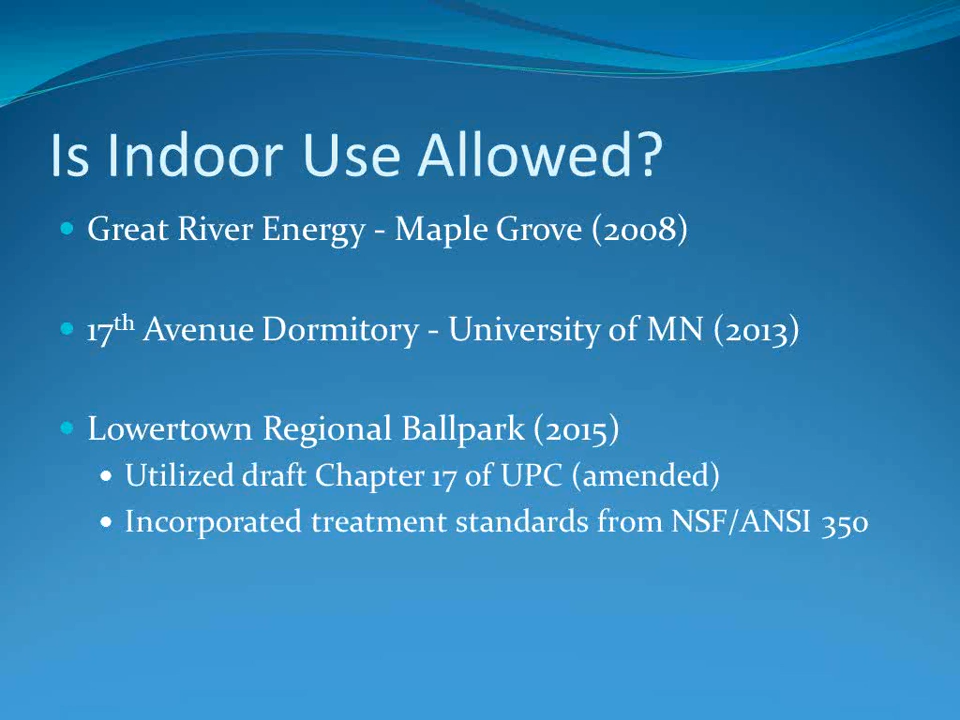 Is Indoor Use Allowed?
• Great River Energy - Maple Grove (2008)
• 17th Avenue Dormitory - University of MN (2013)
• Lowertown Regional Ballpark (2015)
• Utilized draft Chapter 17 of UPC (amended)
• Incorporated treatment standards from NSF/ANSI 350